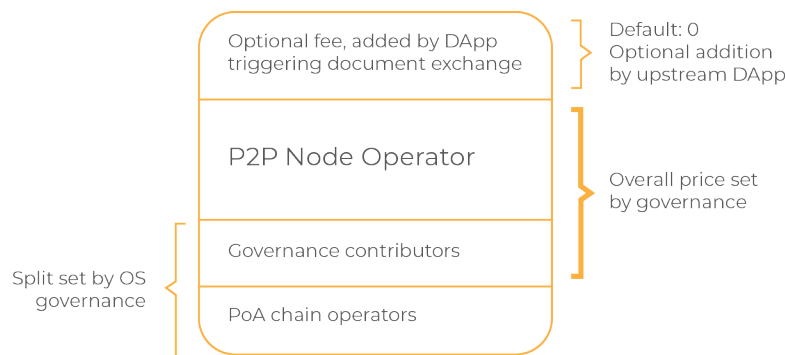 Optional fee, added by DApp
triggering document exchange
Default: 0
Optional addition
by upstream DApp
P2P Node Operator
Overall price set
by governance
Governance contributors
Split set by OS
governance
PoA chain operators